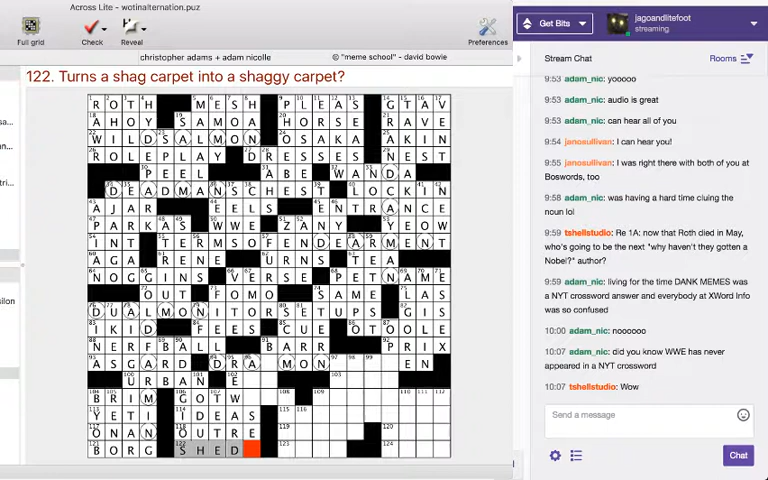 Across Lite - wotinalternation.puz
Full grid
Check
Reveal
Preferences
christopher adams + adam nicolle
© "meme school" - david bowie
122. Turns a shag carpet into a shaggy carpet?
ROTH MESH PLEAS GTAV
AHOY SAMOA HORSE RAVE
WILDSALMON OSAKA AKIN
ROLEPLAY DRESSES NEST
PEEL ABE WANDA
DEADMANSCHEST LOCKIN
AJAR EELS ENTRANCE
PARKAS WWE ZANY YEOW
INT TERMSOFENDEARMENT
AGA RENE URNS TEA
NOGGINS VERSE PETNAME
OUT FOMO SAME LAS
DUALMONITORSETUPS GIS
IKID FEES CUE OTOOLE
NERFBALL BARR PRIX
ASGARD DRA MON EN
URBAN E
BRIM GOTW
YETI IDEAS
ONAN OUTRE
BORG SHED
Get Bits
jagoandlitefoot
streaming
Stream Chat
Rooms
9:53 adam_nic: yooooo
9:53 adam_nic: audio is great
9:53 adam_nic: can hear all of you
9:54 janosullivan: I can hear you!
9:55 janosullivan: I was right there with both of you at
Boswords, too
9:58 adam_nic: was having a hard time cluing the
noun lol
9:59 tshellstudio: Re 1A: now that Roth died in May,
who's going to be the next "why haven't they gotten a
Nobel?" author?
9:59 adam_nic: living for the time DANK MEMES was
a NYT crossword answer and everybody at XWord Info
was so confused
10:00 adam_nic: noooooo
10:07 adam_nic: did you know WWE has never
appeared in a NYT crossword
10:07 tshellstudio: Wow
Send a message
Chat